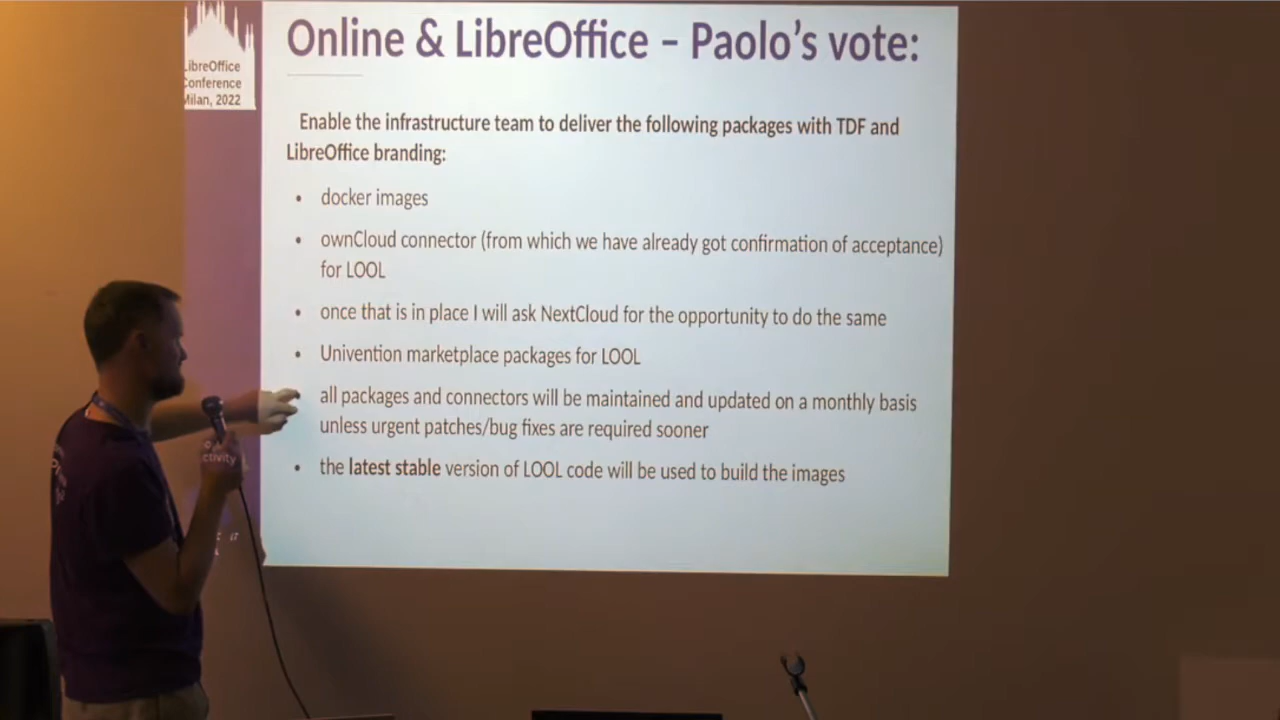 LibreOffice
Conference
Milan, 2022
Online & LibreOffice – Paolo's vote:
Enable the infrastructure team to deliver the following packages with TDF and
LibreOffice branding:
• docker images
• ownCloud connector (from which we have already got confirmation of acceptance)
for LOOL
• once that is in place I will ask NextCloud for the opportunity to do the same
• Univention marketplace packages for LOOL
• all packages and connectors will be maintained and updated on a monthly basis
unless urgent patches/bug fixes are required sooner
• the latest stable version of LOOL code will be used to build the images